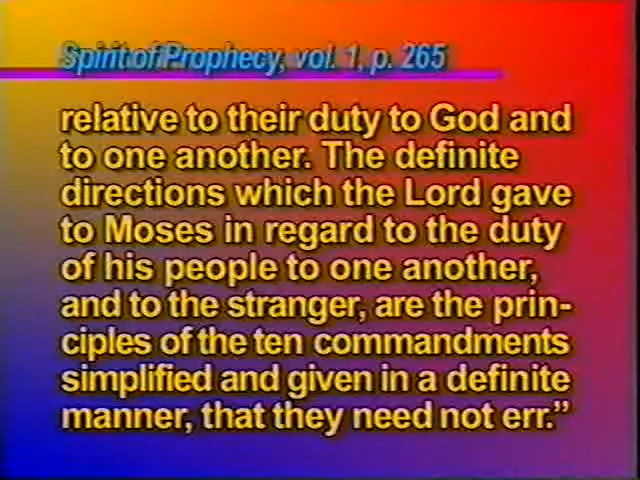 Spirit of Prophecy, vol. 1, p. 265
relative to their duty to God and
to one another. The definite
directions which the Lord gave
to Moses in regard to the duty
of his people to one another,
and to the stranger, are the prin-
ciples of the ten commandments
simplified and given in a definite
manner, that they need not err.”